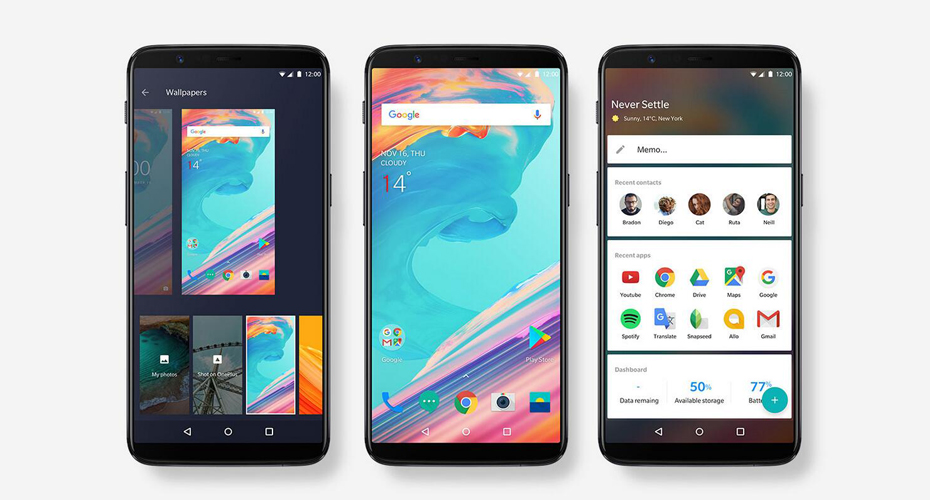 12:00
Wallpapers
Google
14°
My photos
Shot on OnePlus
12:00
Google
NOV 16, THU
CLOUDY
14°
Google
Play Store
12:00
Never Settle
Sunny, 14°C, New York
Memo...
Recent contacts
Bradon Diego Cat Ruta Neill
Recent apps
Youtube Chrome Drive Maps Google
Spotify Translate Snapseed Allo Gmail
Dashboard
- 50% 77%
Data remaing Available storage Batt